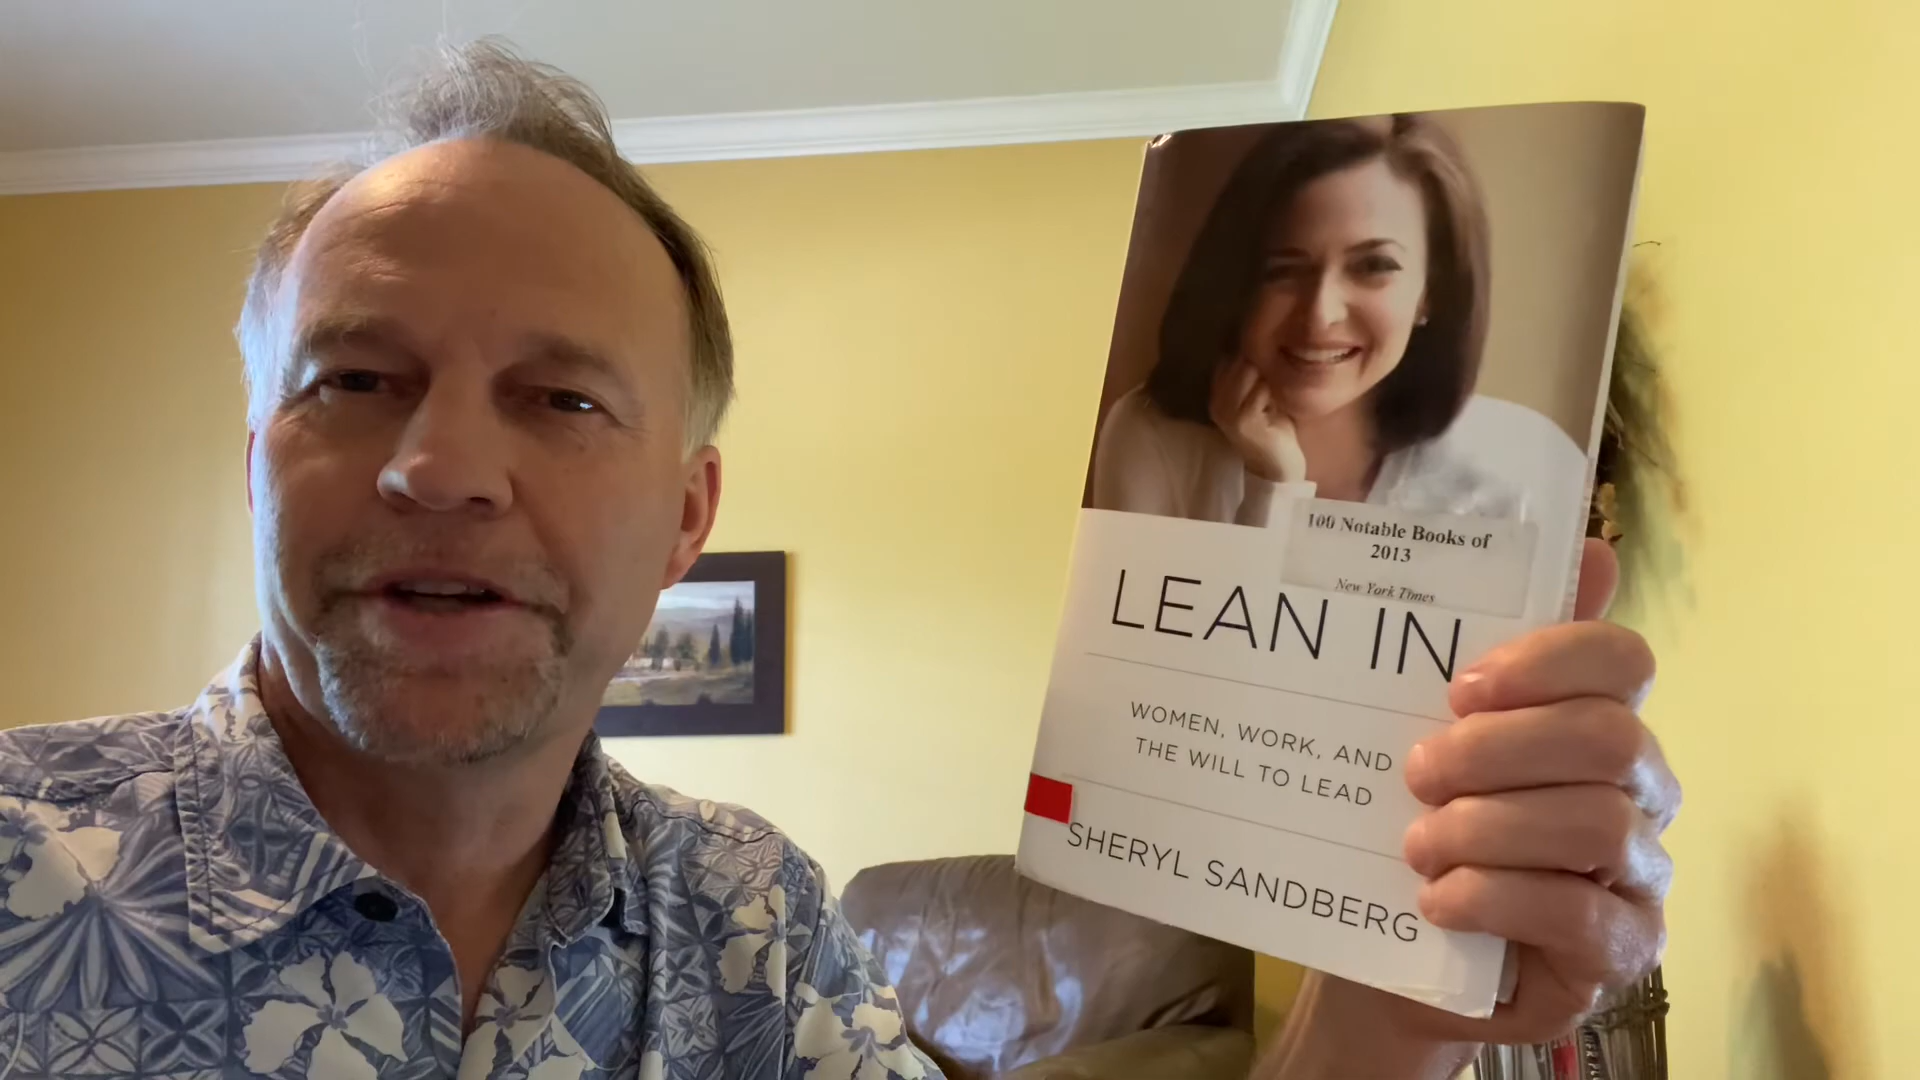 100 Notable Books of
2013
New York Times
LEAN IN
WOMEN, WORK, AND
THE WILL TO LEAD
SHERYL SANDBERG